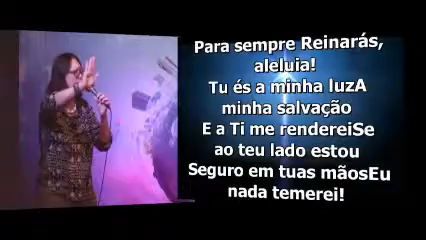 Para sempre Reinarás,
aleluia!
Tu és a minha luzA
minha salvação
E a Ti me rendereiSe
ao teu lado estou
Seguro em tuas mãosEu
nada temerei!